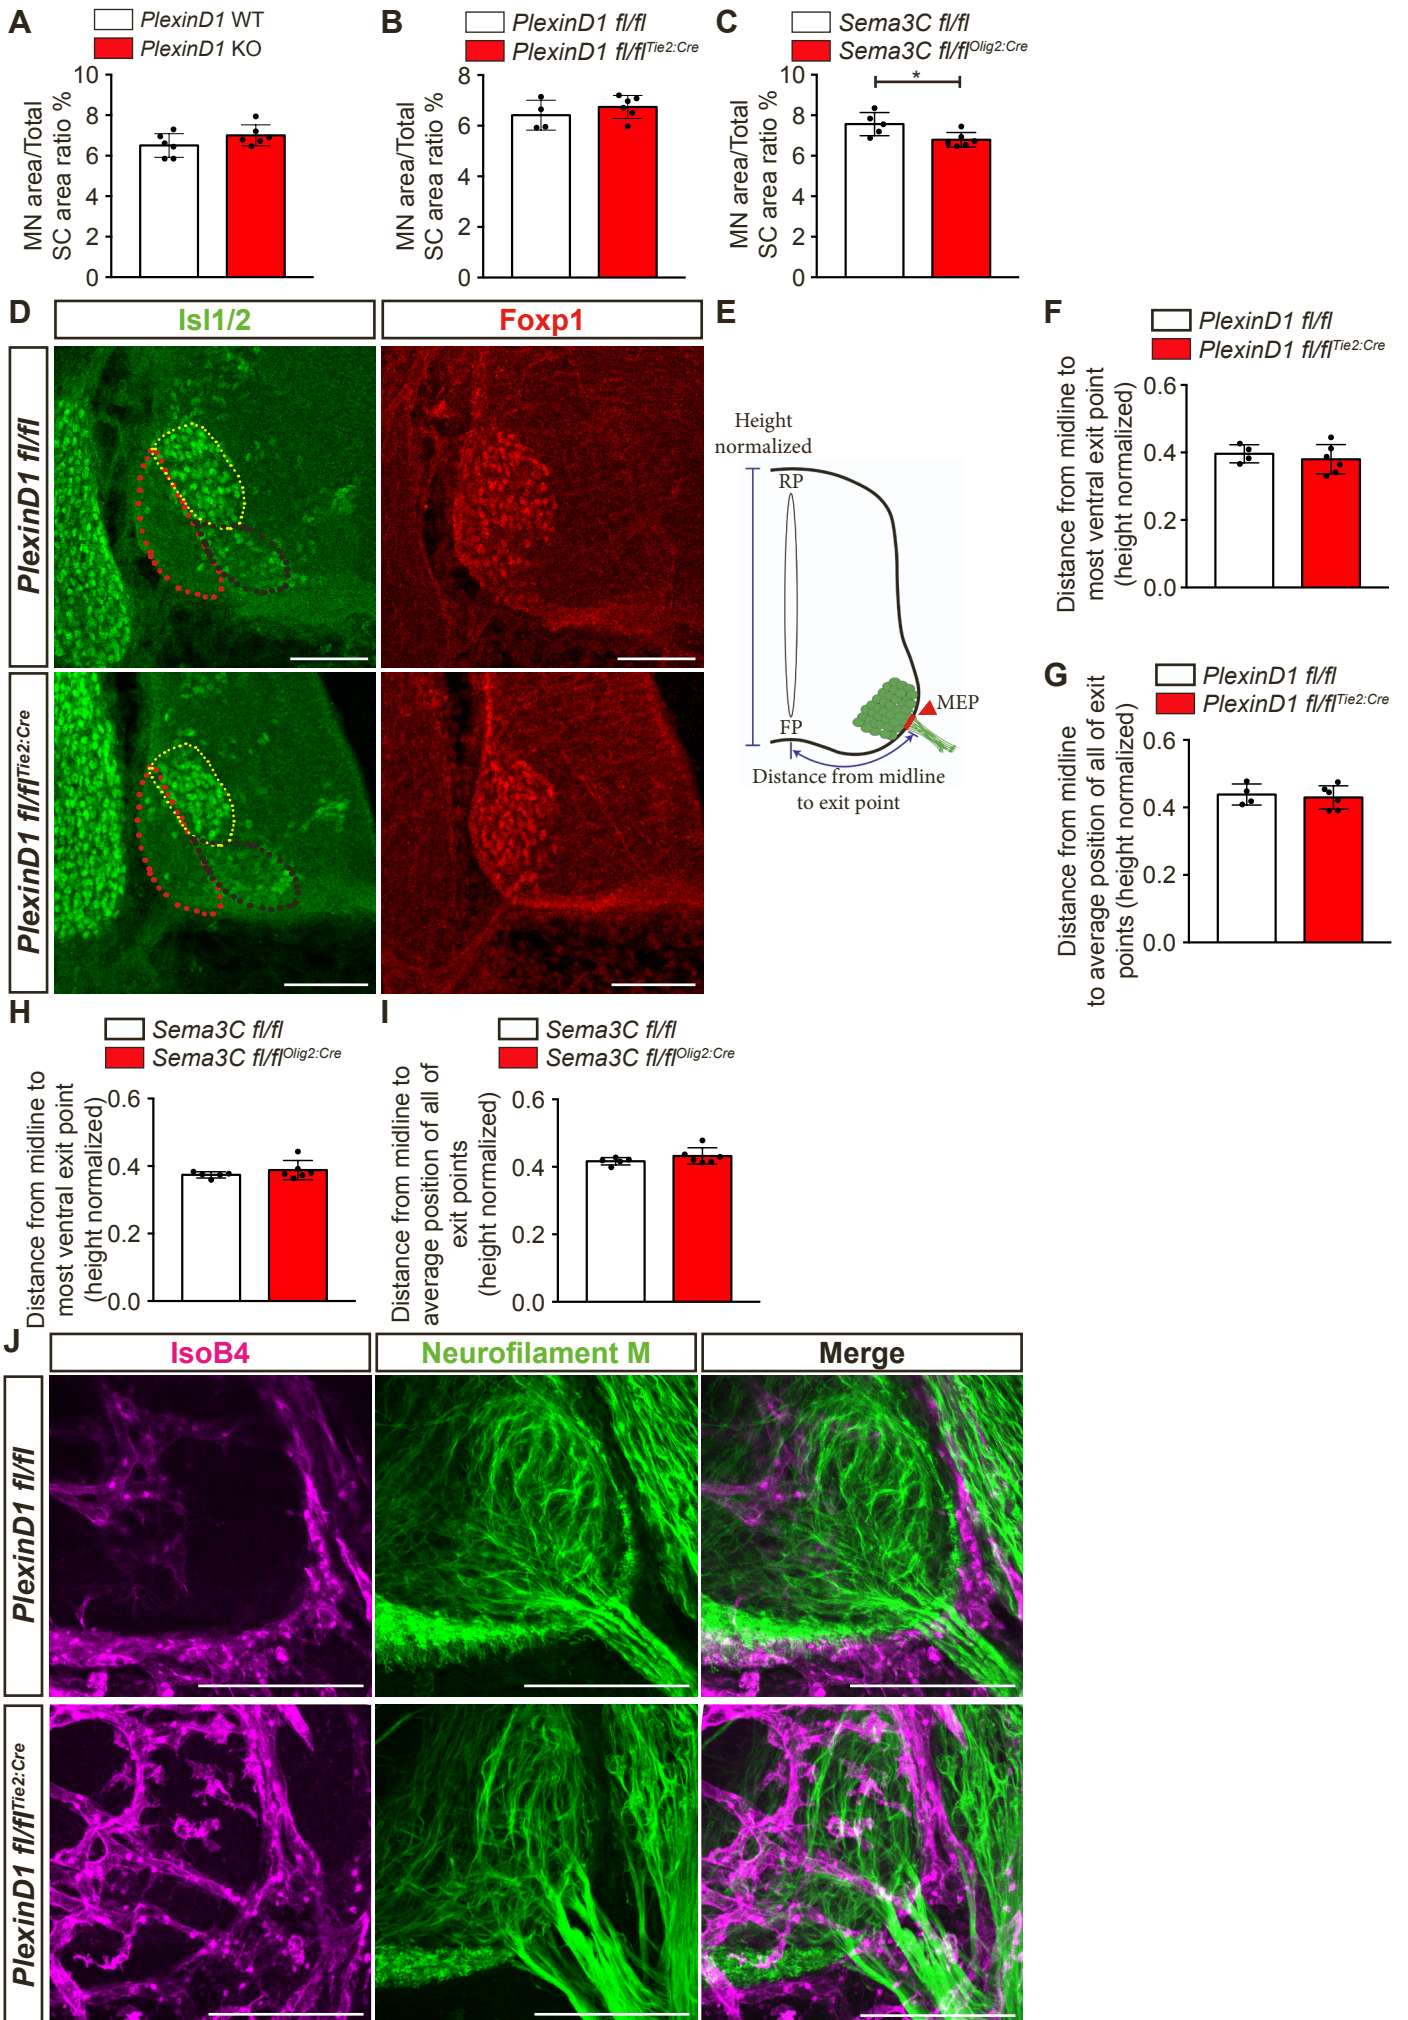 A
PlexinD1 WT
PlexinD1 KO
MN area/Total
SC area ratio %
10
8
6
4
2
0
B
PlexinD1 fl/fl
PlexinD1 fl/flTie2:Cre
MN area/Total
SC area ratio %
8
6
4
2
0
C
Sema3C fl/fl
Sema3C fl/flOlig2:Cre
MN area/Total
SC area ratio %
10
8
6
4
2
0
*
D
Isl1/2
Foxp1
PlexinD1 fl/fl
PlexinD1 fl/flTie2:Cre
E
Height
normalized
RP
FP
MEP
Distance from midline
to exit point
F
PlexinD1 fl/fl
PlexinD1 fl/flTie2:Cre
Distance from midline to
most ventral exit point
(height normalized)
0.6
0.4
0.2
0.0
G
PlexinD1 fl/fl
PlexinD1 fl/flTie2:Cre
Distance from midline
to average position of all of exit
points (height normalized)
0.6
0.4
0.2
0.0
H
Sema3C fl/fl
Sema3C fl/flOlig2:Cre
Distance from midline to
most ventral exit point
(height normalized)
0.6
0.4
0.2
0.0
I
Sema3C fl/fl
Sema3C fl/flOlig2:Cre
Distance from midline to
average position of all of
exit points
(height normalized)
0.6
0.4
0.2
0.0
J
IsoB4
Neurofilament M
Merge
PlexinD1 fl/fl
PlexinD1 fl/flTie2:Cre